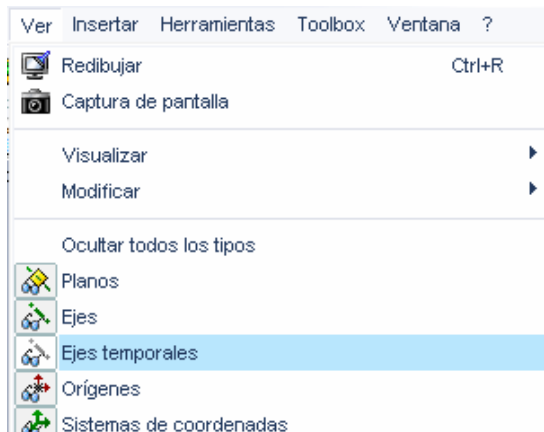 Ver Insertar Herramientas Toolbox Ventana ?
Redibujar Ctrl+R
Captura de pantalla
Visualizar
Modificar
Ocultar todos los tipos
Planos
Ejes
Ejes temporales
Orígenes
Sistemas de coordenadas